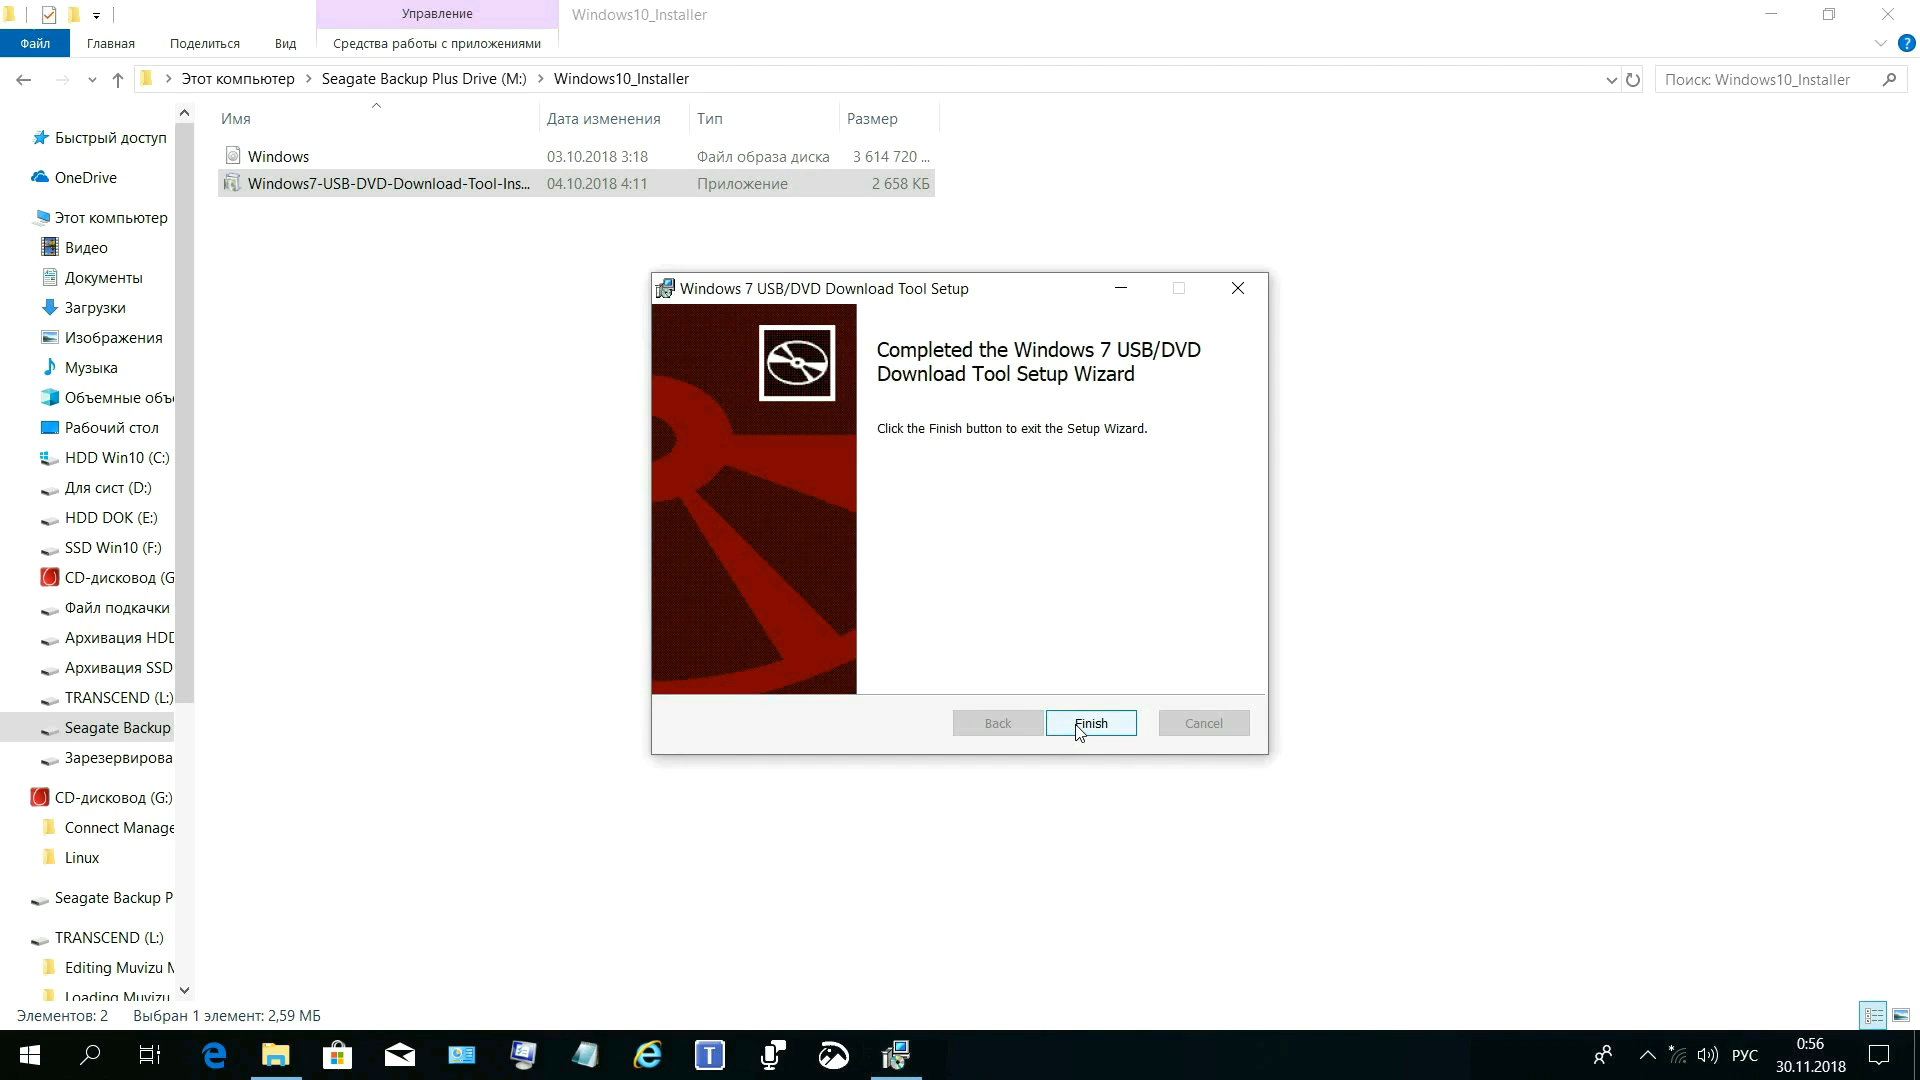 Управление
Windows10_Installer
Файл
Главная
Поделиться
Вид
Средства работы с приложениями
Этот компьютер
Seagate Backup Plus Drive (M:)
Windows10_Installer
Поиск: Windows10_Installer
Имя
Дата изменения
Тип
Размер
Windows
03.10.2018 3:18
Файл образа диска
3 614 720 ...
Windows7-USB-DVD-Download-Tool-Ins...
04.10.2018 4:11
Приложение
2 658 КБ
Быстрый доступ
OneDrive
Этот компьютер
Видео
Документы
Загрузки
Изображения
Музыка
Объемные объ
Рабочий стол
HDD Win10 (C:)
Для сист (D:)
HDD DOK (E:)
SSD Win10 (F:)
CD-дисковод (G
Файл подкачки
Архивация HDD
Архивация SSD
TRANSCEND (L:)
Seagate Backup
Зарезервирова
CD-дисковод (G:)
Connect Manage
Linux
Seagate Backup P
TRANSCEND (L:)
Editing Muvizu M
Loading Muvizu
Windows 7 USB/DVD Download Tool Setup
Completed the Windows 7 USB/DVD
Download Tool Setup Wizard
Click the Finish button to exit the Setup Wizard.
Back
Finish
Cancel
Элементов: 2
Выбран 1 элемент: 2,59 МБ
РУС
0:56
30.11.2018